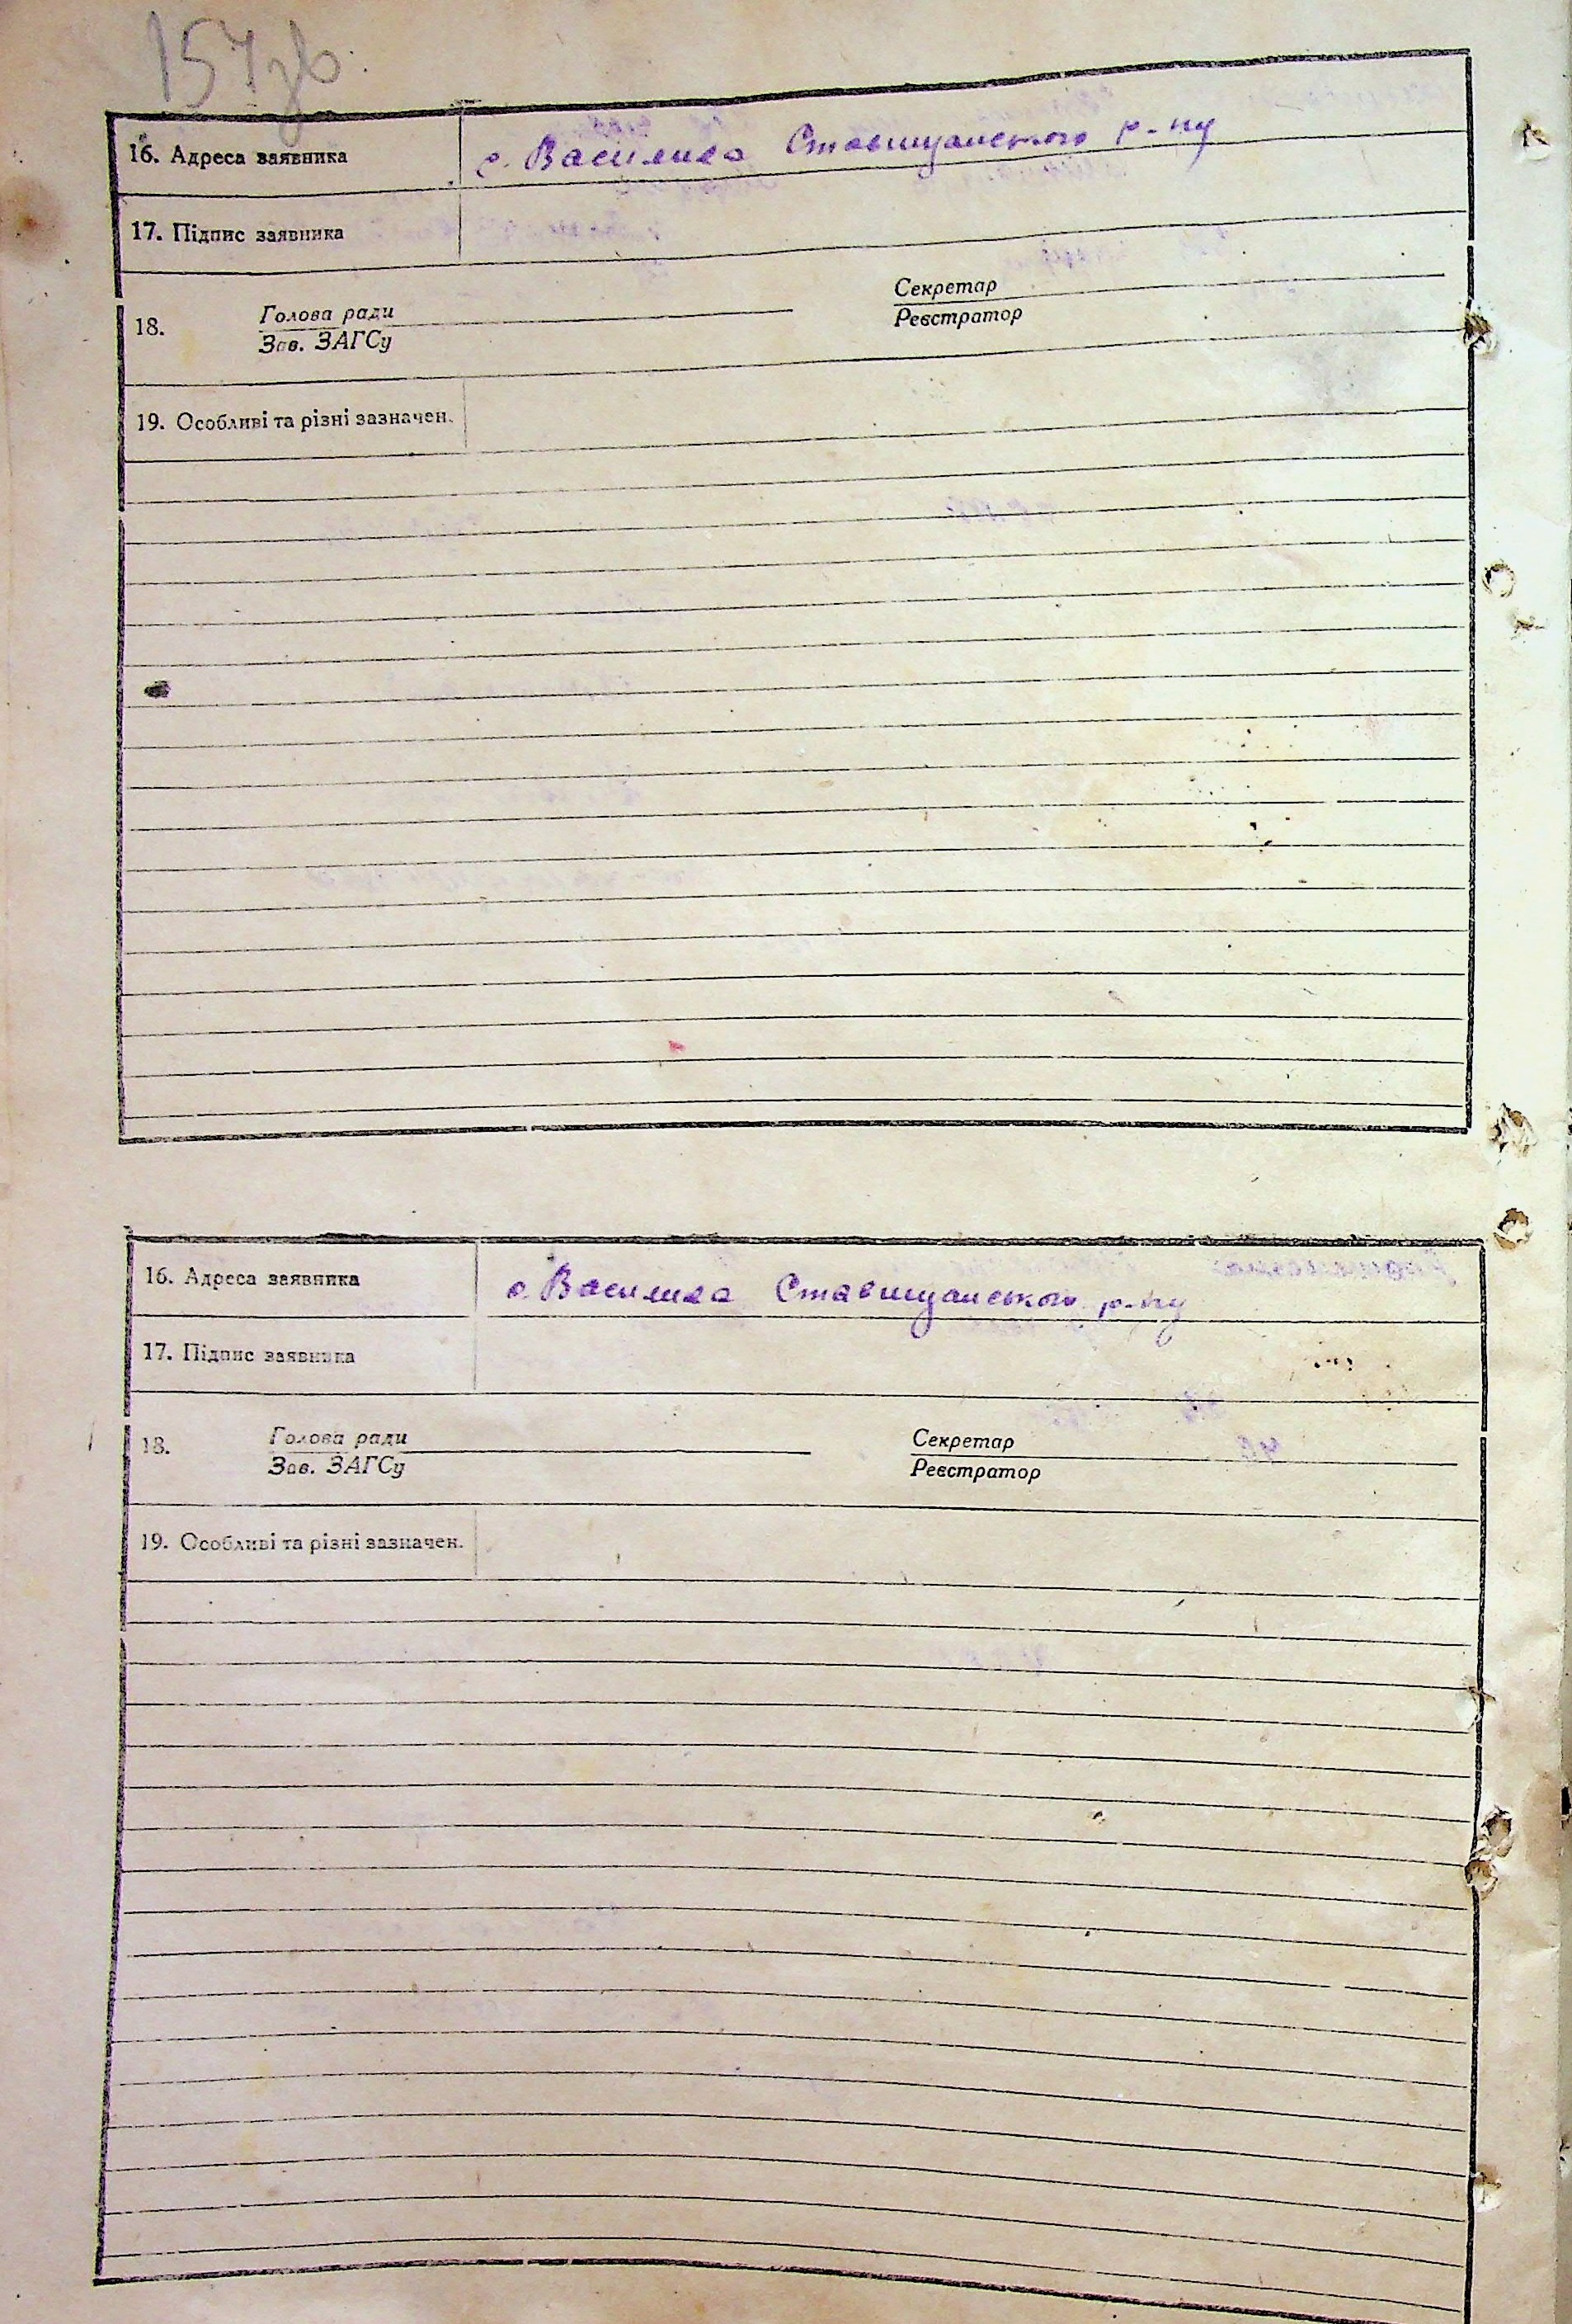 157зв.
16. Адреса заявника с. Василиха Ставищанського р-ну
17. Підпис заявника
18. Голова ради Секретар
Зав. ЗАГСу Реєстратор
19. Особливі та різні зазначен.
16. Адреса заявника с. Василиха Ставищанського р-ну
17. Підпис заявника
18. Голова ради Секретар
Зав. ЗАГСу Реєстратор
19. Особливі та різні зазначен.